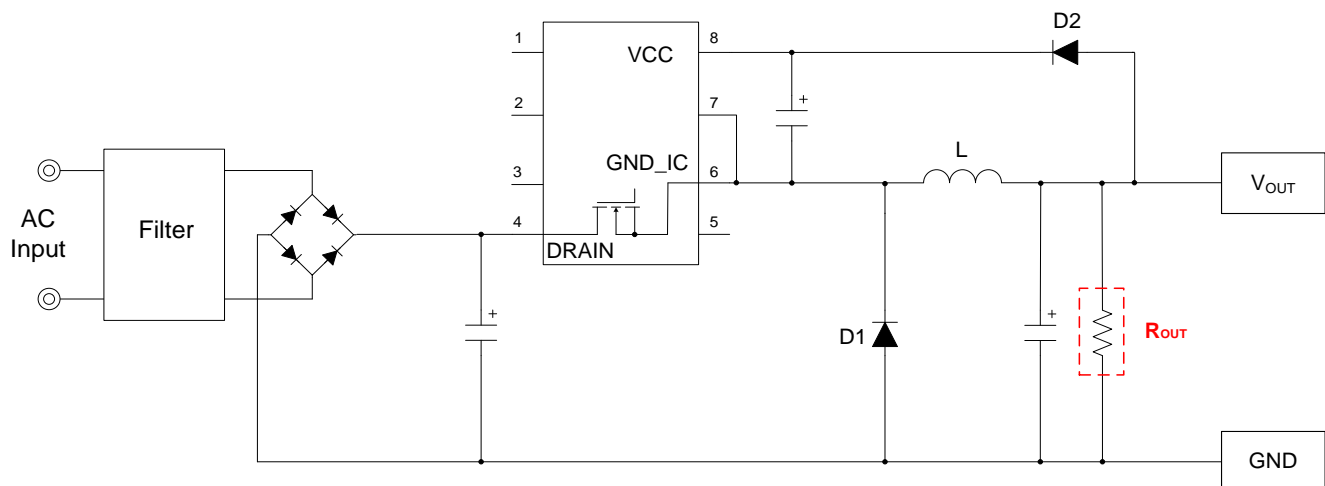 D2
1
8
VCC
2
7
L
GND_IC
3
6
VOUT
AC
Input
Filter
4
5
DRAIN
+
+
+
D1
ROUT
GND